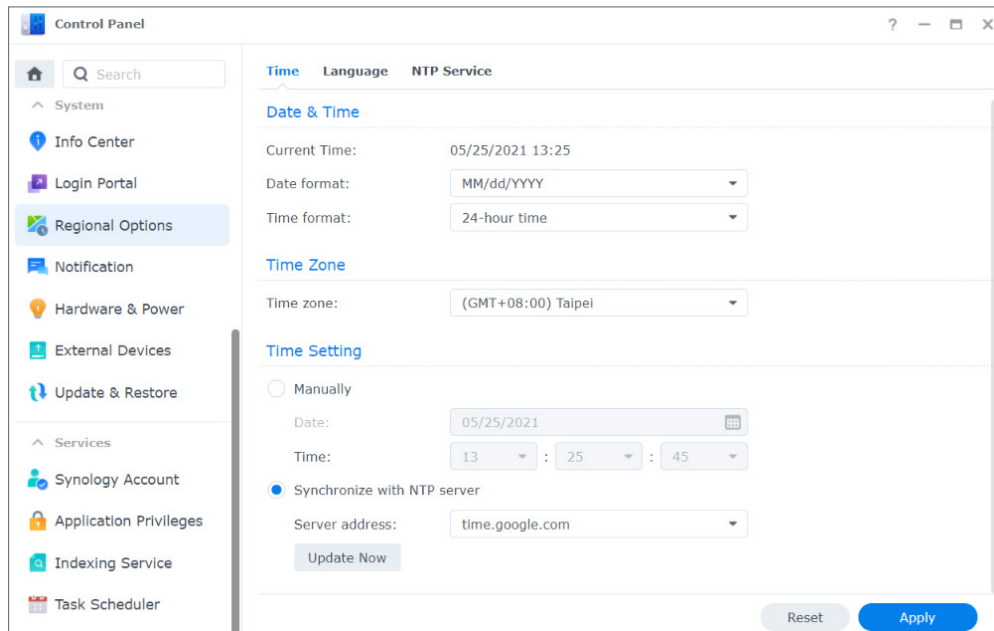 Control Panel
?
Search
System
Info Center
Login Portal
Regional Options
Notification
Hardware & Power
External Devices
Update & Restore
Services
Synology Account
Application Privileges
Indexing Service
Task Scheduler
Time Language NTP Service
Date & Time
Current Time: 05/25/2021 13:25
Date format: MM/dd/YYYY
Time format: 24-hour time
Time Zone
Time zone: (GMT+08:00) Taipei
Time Setting
Manually
Date: 05/25/2021
Time: 13 : 25 : 45
Synchronize with NTP server
Server address: time.google.com
Update Now
Reset Apply